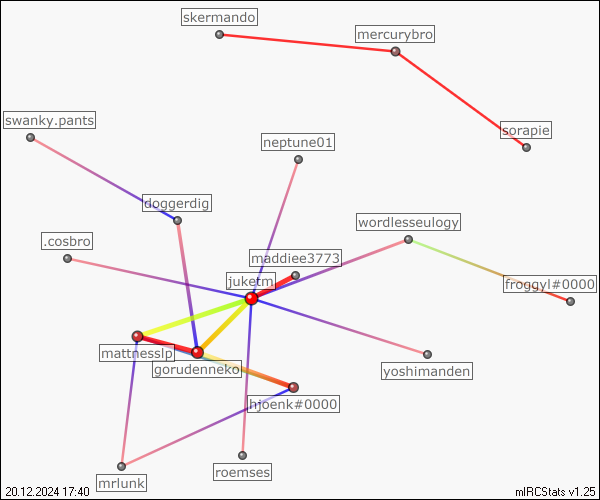 skermando
mercurybro
swanky.pants
sorapie
neptune01
doggerdig
wordlesseulogy
.cosbro
maddiee3773
juketm
froggyl#0000
mattnesslp
gorudenneko
yoshimanden
hjoenk#0000
roemses
mrlunk
20.12.2024 17:40
mIRCStats v1.25